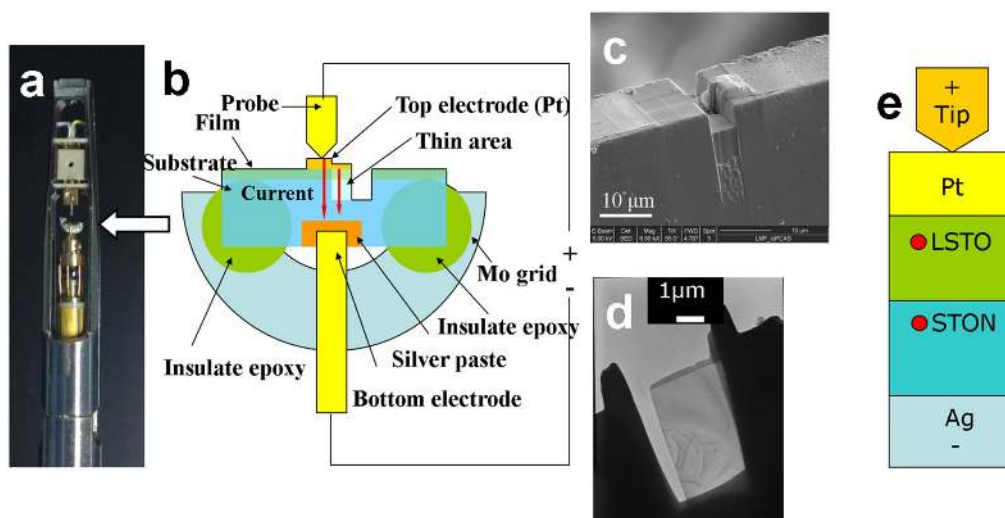 a
b
Probe
Film
Substrate
Current
Top electrode (Pt)
Thin area
+
-
Mo grid
Insulate epoxy
Silver paste
Insulate epoxy
Bottom electrode
c
10 μm
d
1μm
e
+
Tip
Pt
LSTO
STON
Ag
-